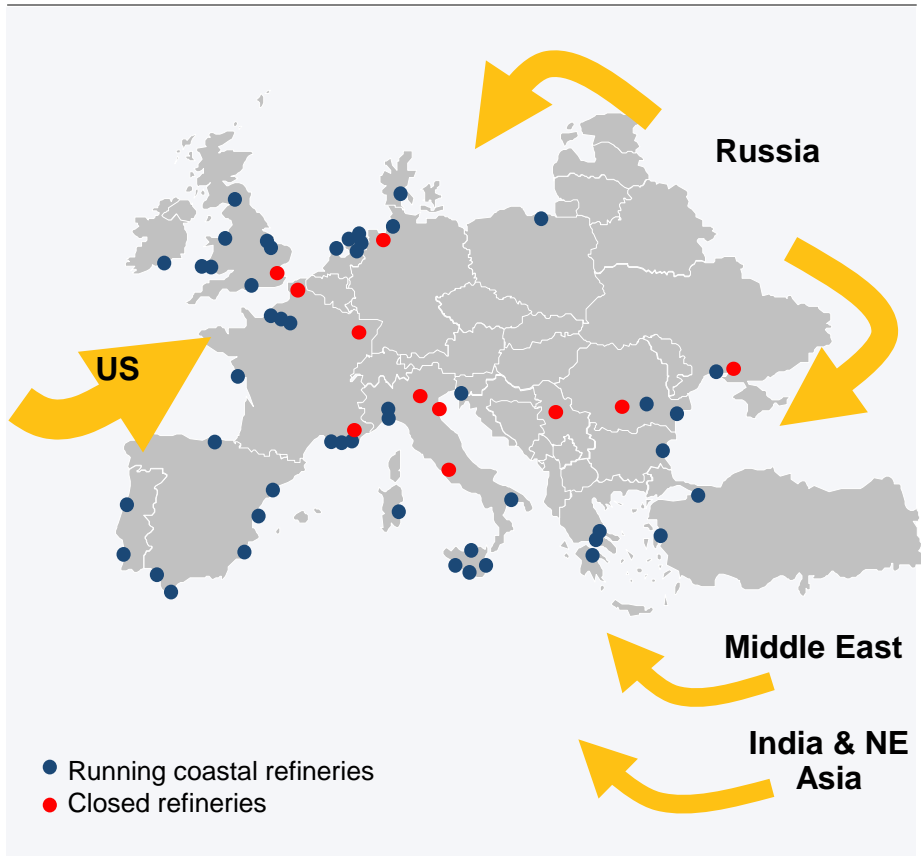 Russia
US
Middle East
India & NE
Asia
Running coastal refineries
Closed refineries